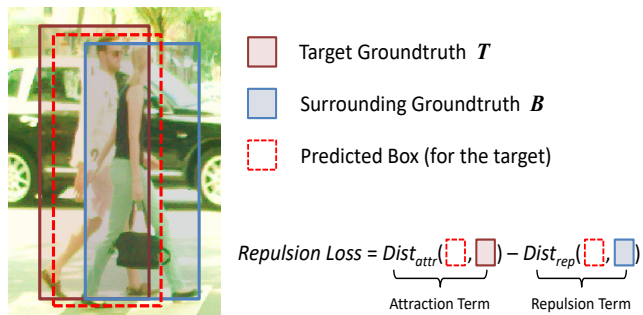 Target Groundtruth T
Surrounding Groundtruth B
Predicted Box (for the target)
Repulsion Loss = Dist_attr( , ) – Dist_rep( , )
Attraction Term Repulsion Term